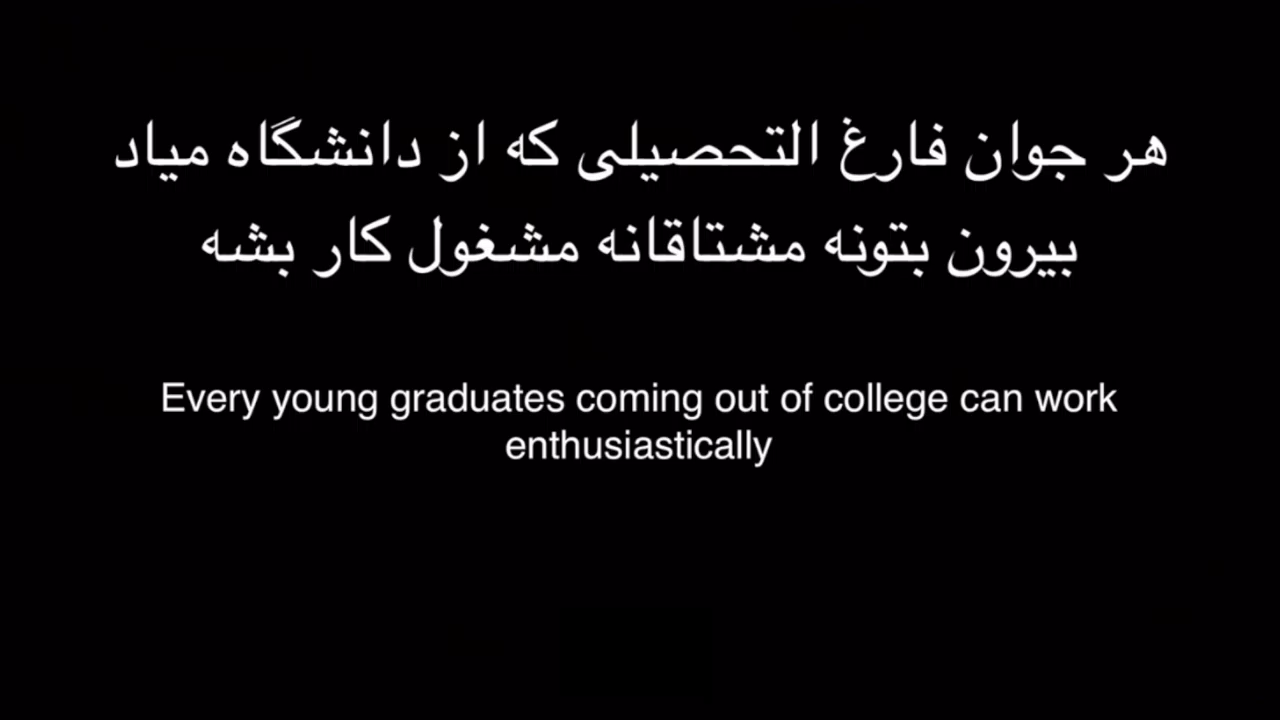 هر جوان فارغ التحصیلی که از دانشگاه میاد
بیرون بتونه مشتاقانه مشغول کار بشه
Every young graduates coming out of college can work
enthusiastically